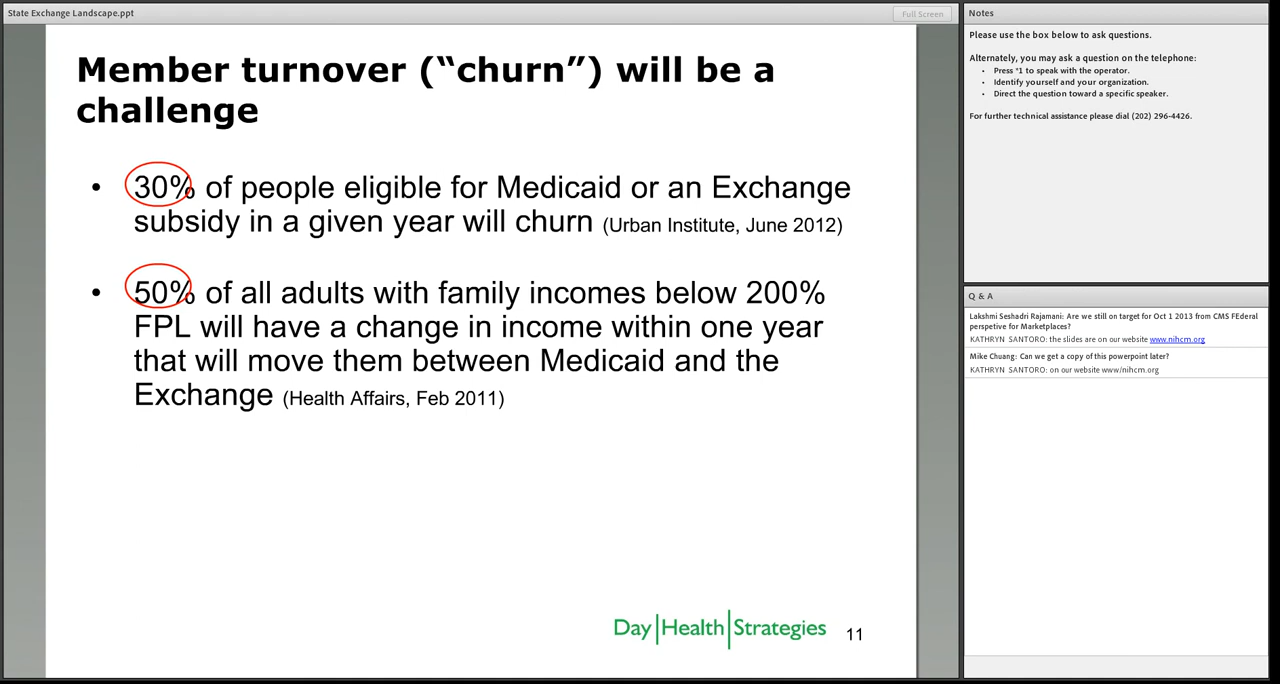 State Exchange Landscape.ppt
Full Screen
Member turnover (“churn”) will be a
challenge
• 30% of people eligible for Medicaid or an Exchange
subsidy in a given year will churn (Urban Institute, June 2012)
• 50% of all adults with family incomes below 200%
FPL will have a change in income within one year
that will move them between Medicaid and the
Exchange (Health Affairs, Feb 2011)
Day|Health|Strategies
11
Notes
Please use the box below to ask questions.
Alternately, you may ask a question on the telephone:
• Press *1 to speak with the operator.
• Identify yourself and your organization.
• Direct the question toward a specific speaker.
For further technical assistance please dial (202) 296-4426.
Q & A
Lakshmi Seshadri Rajamani: Are we still on target for Oct 1 2013 from CMS FEderal
perspetive for Marketplaces?
KATHRYN SANTORO: the slides are on our website www.nihcm.org
Mike Chuang: Can we get a copy of this powerpoint later?
KATHRYN SANTORO: on our website www/nihcm.org